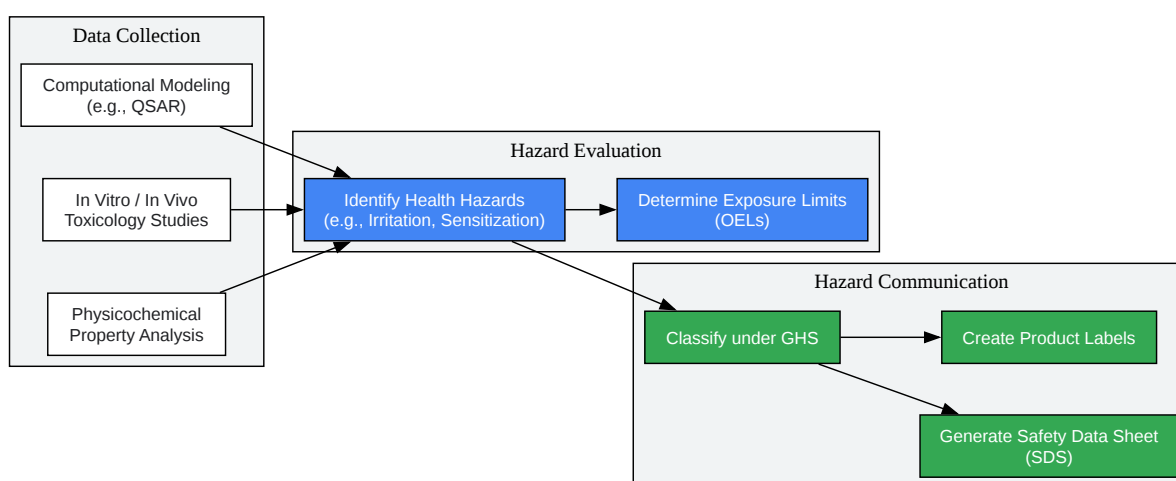 Data Collection
Computational Modeling
(e.g., QSAR)
In Vitro / In Vivo
Toxicology Studies
Physicochemical
Property Analysis
Hazard Evaluation
Identify Health Hazards
(e.g., Irritation, Sensitization)
Determine Exposure Limits
(OELs)
Hazard Communication
Classify under GHS
Create Product Labels
Generate Safety Data Sheet
(SDS)